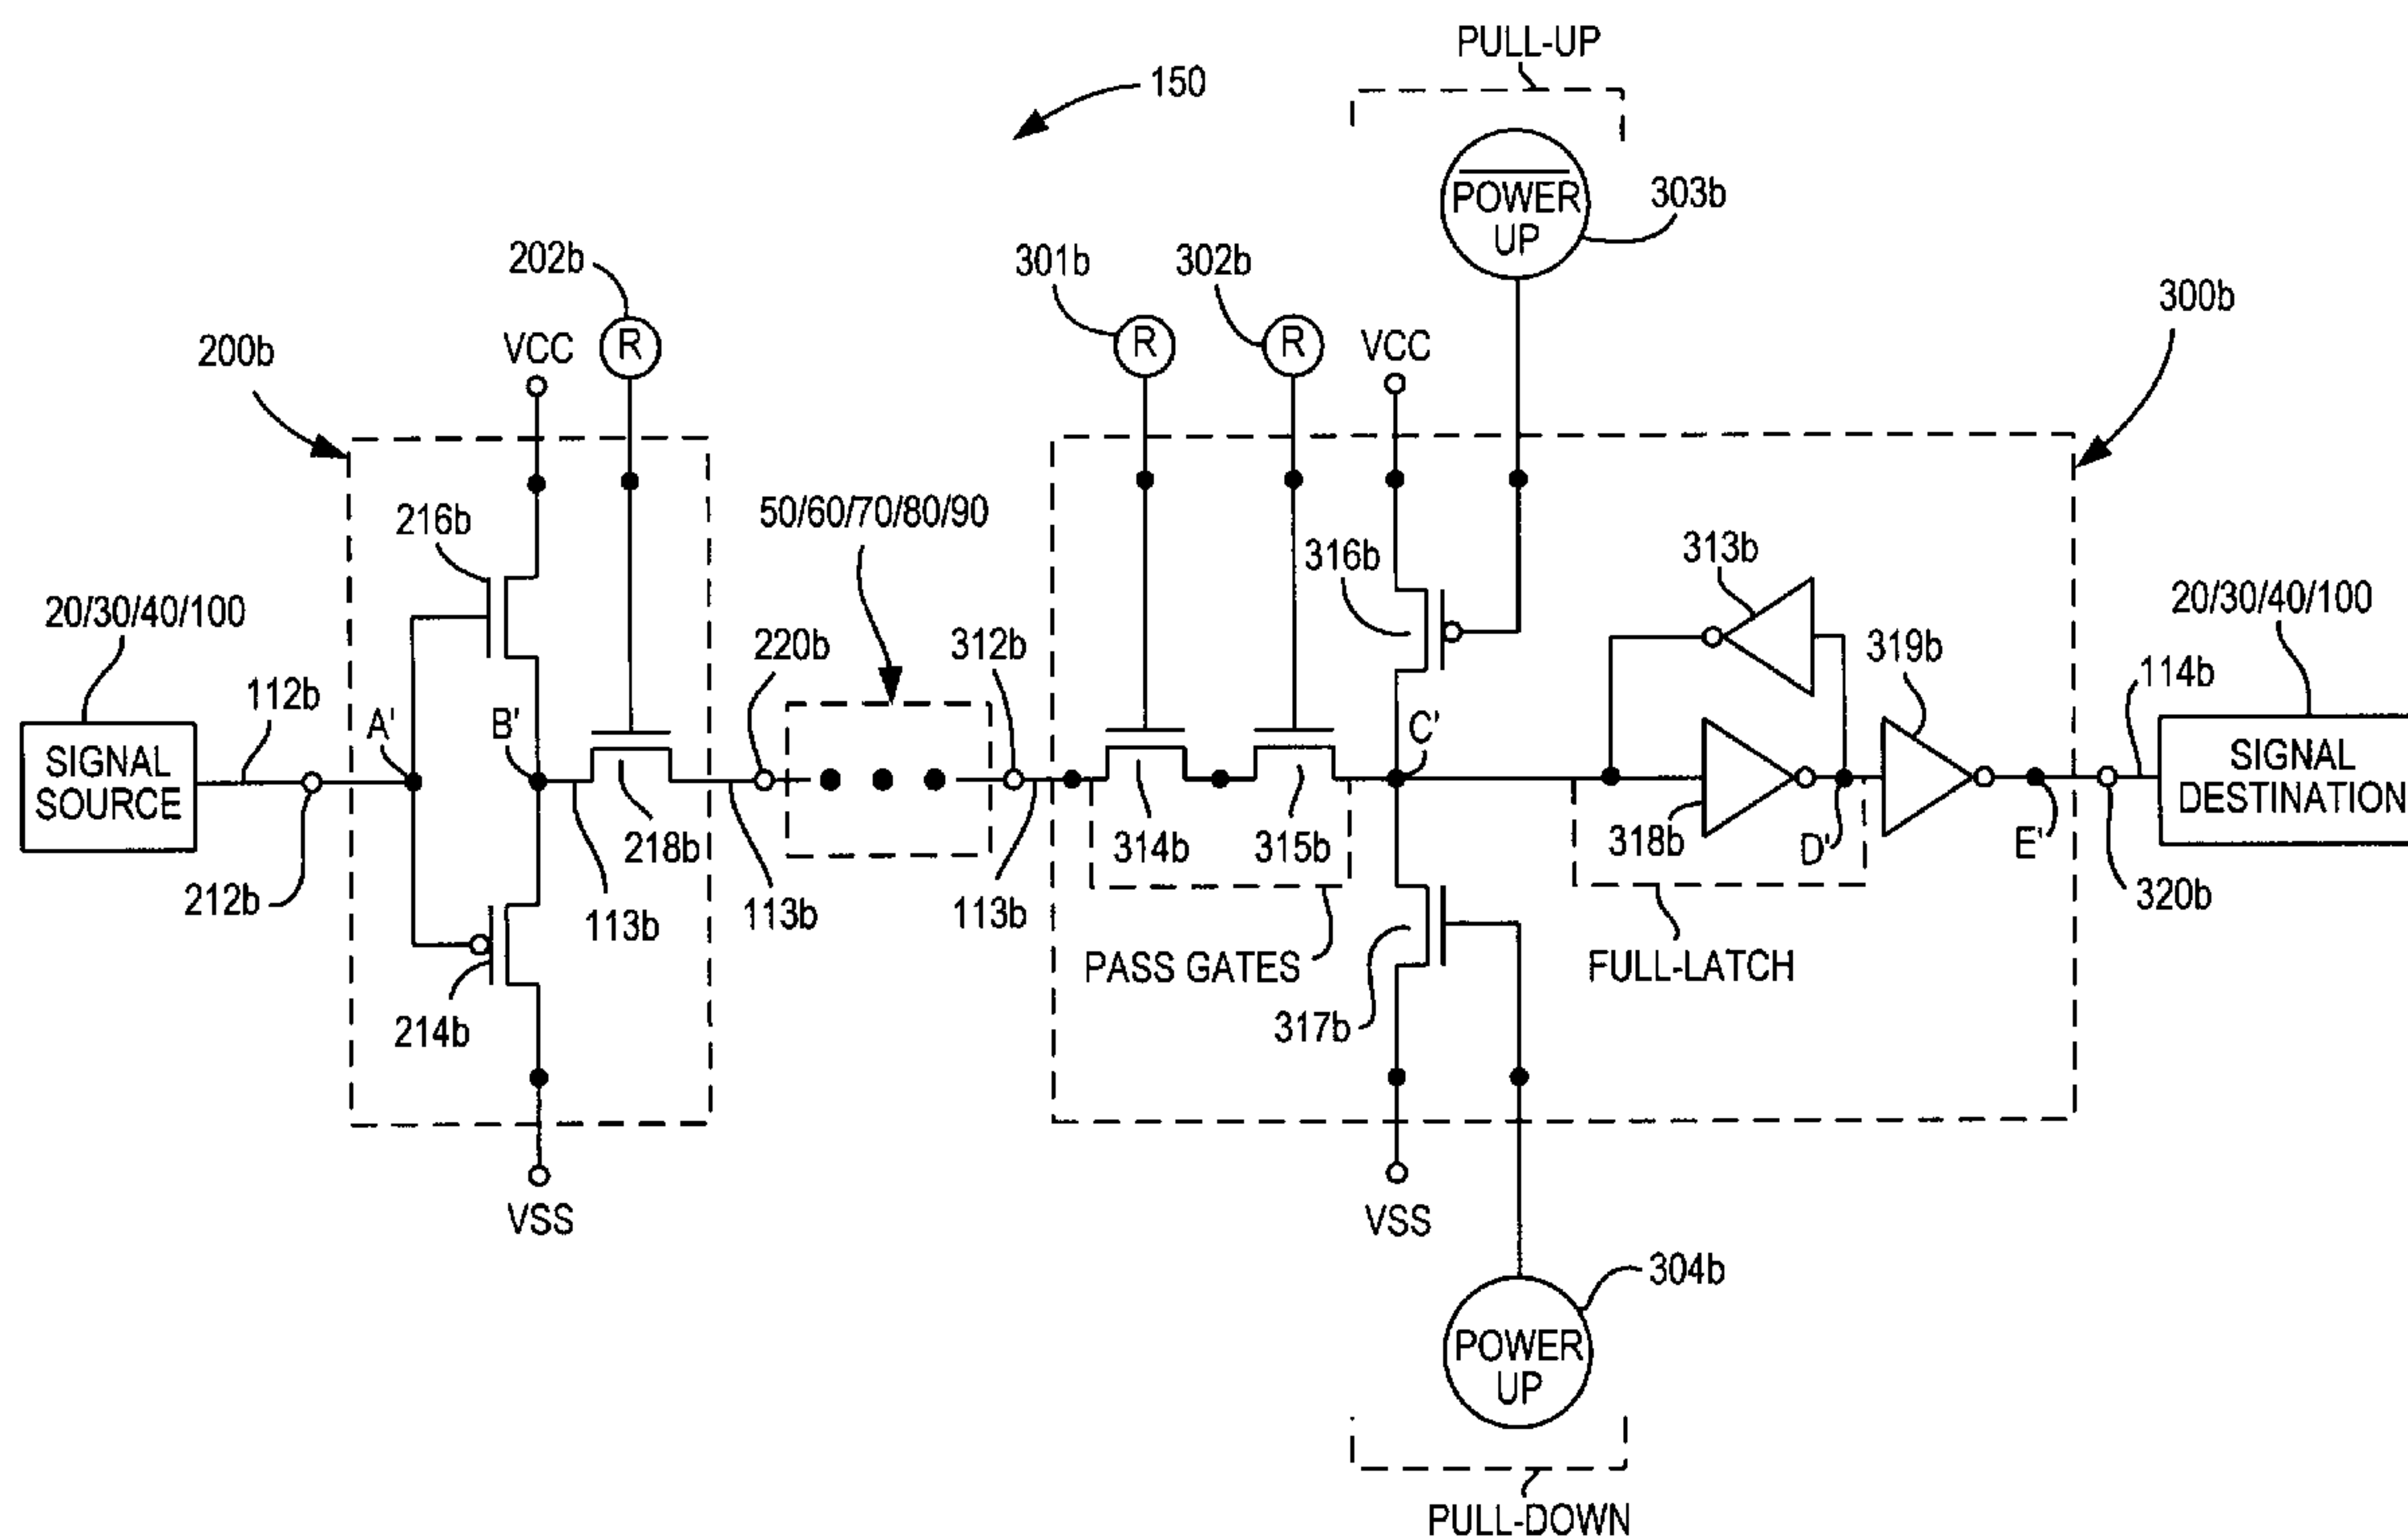 PULL-UP
150
POWER
UP
303b
202b
301b
302b
300b
200b
VCC
R
R
R
VCC
50/60/70/80/90
216b
316b
313b
20/30/40/100
20/30/40/100
220b
312b
319b
112b
114b
A'
B'
C'
SIGNAL
SOURCE
SIGNAL
DESTINATION
218b
314b
315b
318b
D'
E'
212b
113b
113b
113b
320b
PASS GATES
FULL-LATCH
214b
317b
VSS
VSS
304b
POWER
UP
PULL-DOWN